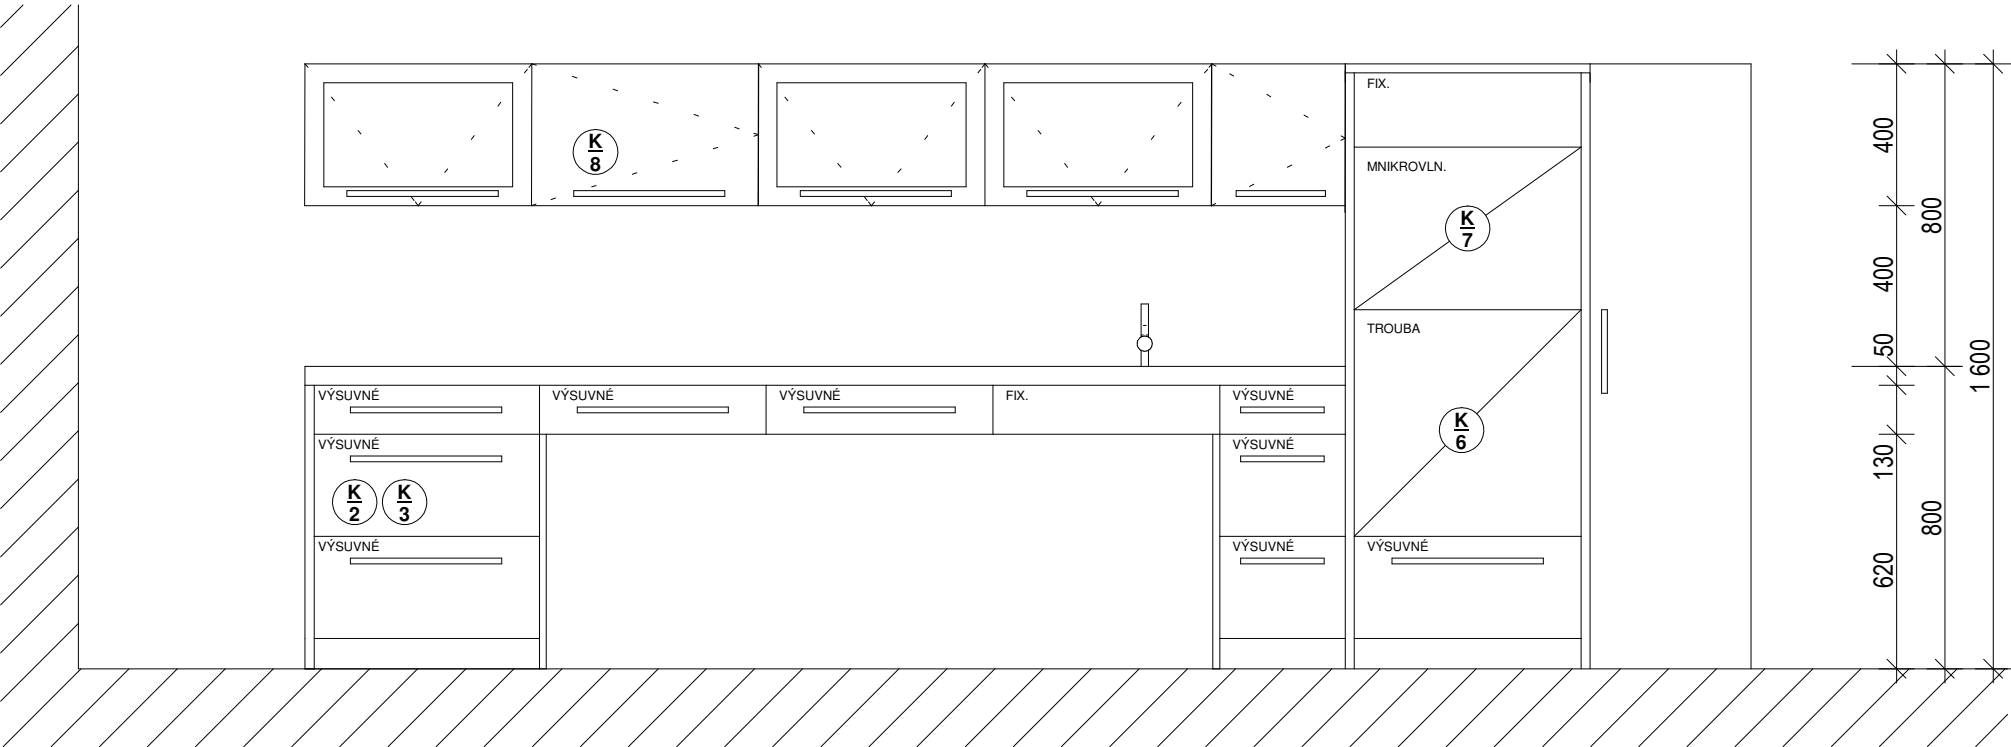 FIX.
MNIKROVLN.
K
8
K
7
TROUBA
K
6
VÝSUVNÉ
VÝSUVNÉ
VÝSUVNÉ
FIX.
VÝSUVNÉ
VÝSUVNÉ
VÝSUVNÉ
K
2
K
3
VÝSUVNÉ
VÝSUVNÉ
VÝSUVNÉ
400
400
50
130
620
800
800
1 600